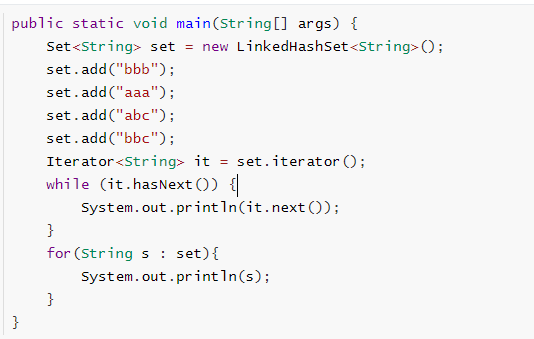 public static void main(String[] args) {
    Set<String> set = new LinkedHashSet<String>();
    set.add("bbb");
    set.add("aaa");
    set.add("abc");
    set.add("bbc");
    Iterator<String> it = set.iterator();
    while (it.hasNext()) {
        System.out.println(it.next());
    }
    for(String s : set){
        System.out.println(s);
    }
}